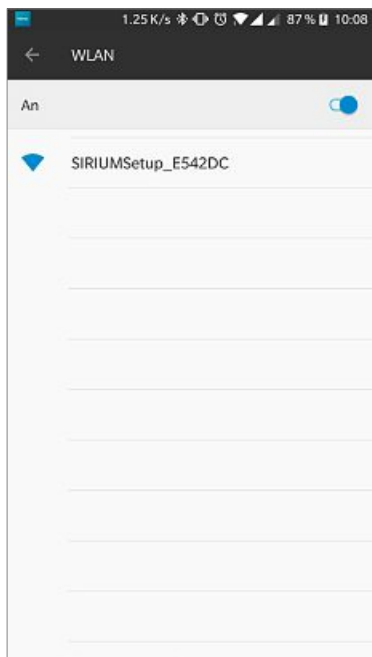 1.25 K/s 87 % 10:08
WLAN
An
SIRIUMSetup_E542DC